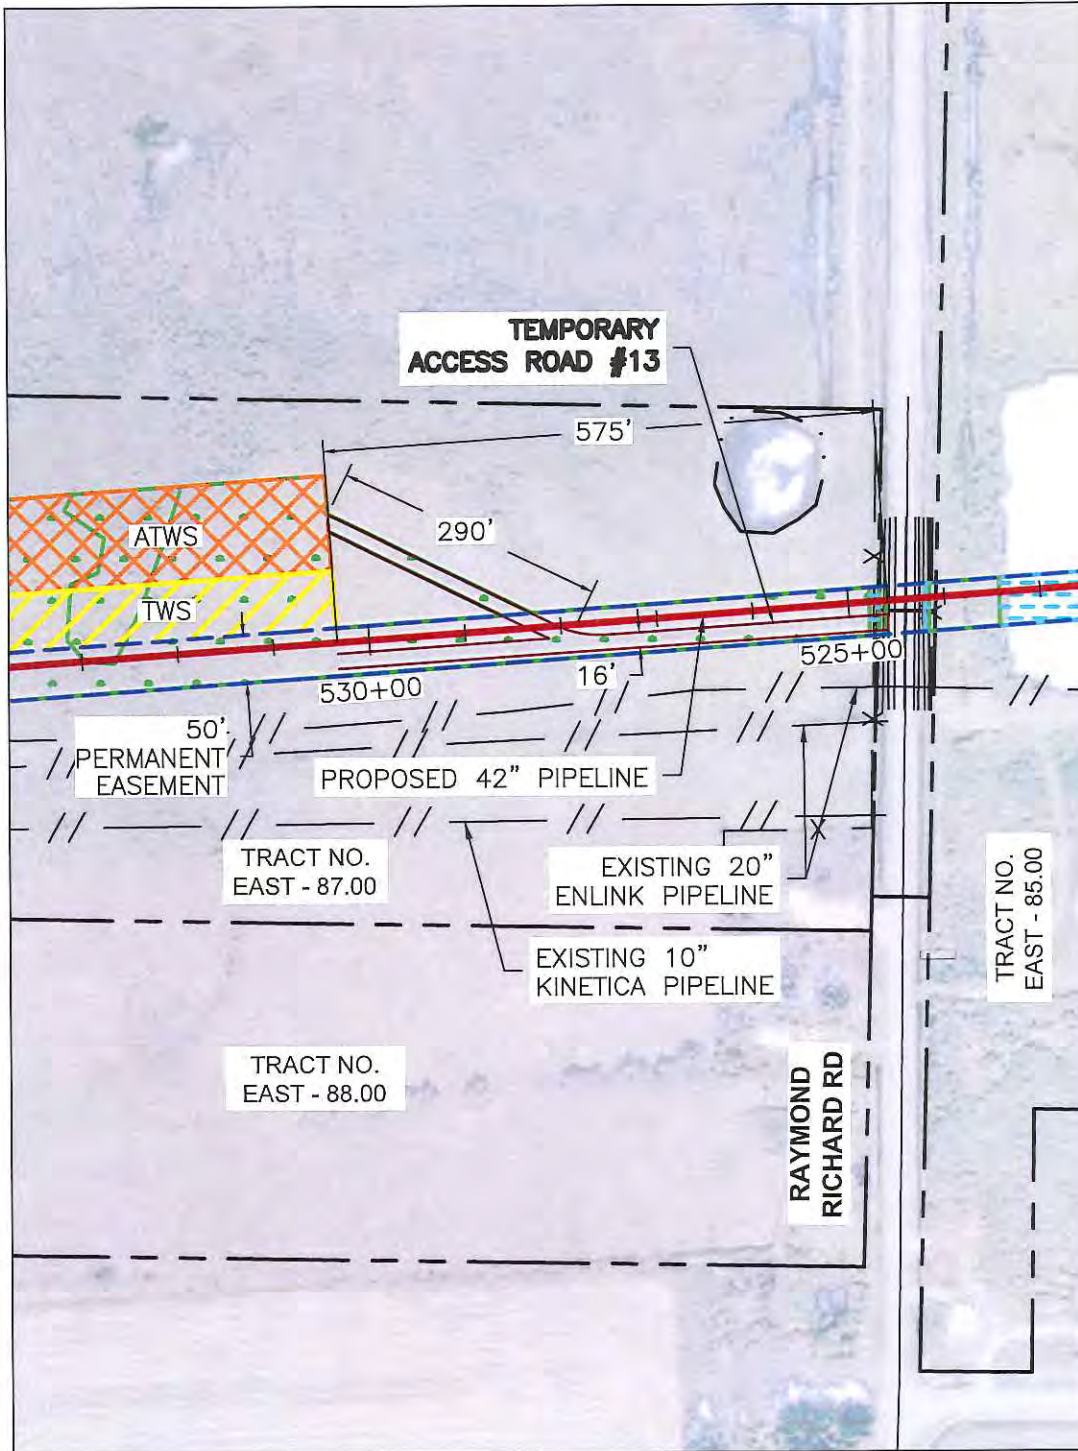 TEMPORARY
ACCESS ROAD #13
575'
290'
ATWS
TWS
525+00
16'
530+00
50'
PERMANENT
EASEMENT
PROPOSED 42" PIPELINE
TRACT NO.
EAST - 87.00
EXISTING 20"
ENLINK PIPELINE
TRACT NO.
EAST - 85.00
EXISTING 10"
KINETICA PIPELINE
TRACT NO.
EAST - 88.00
RAYMOND
RICHARD RD